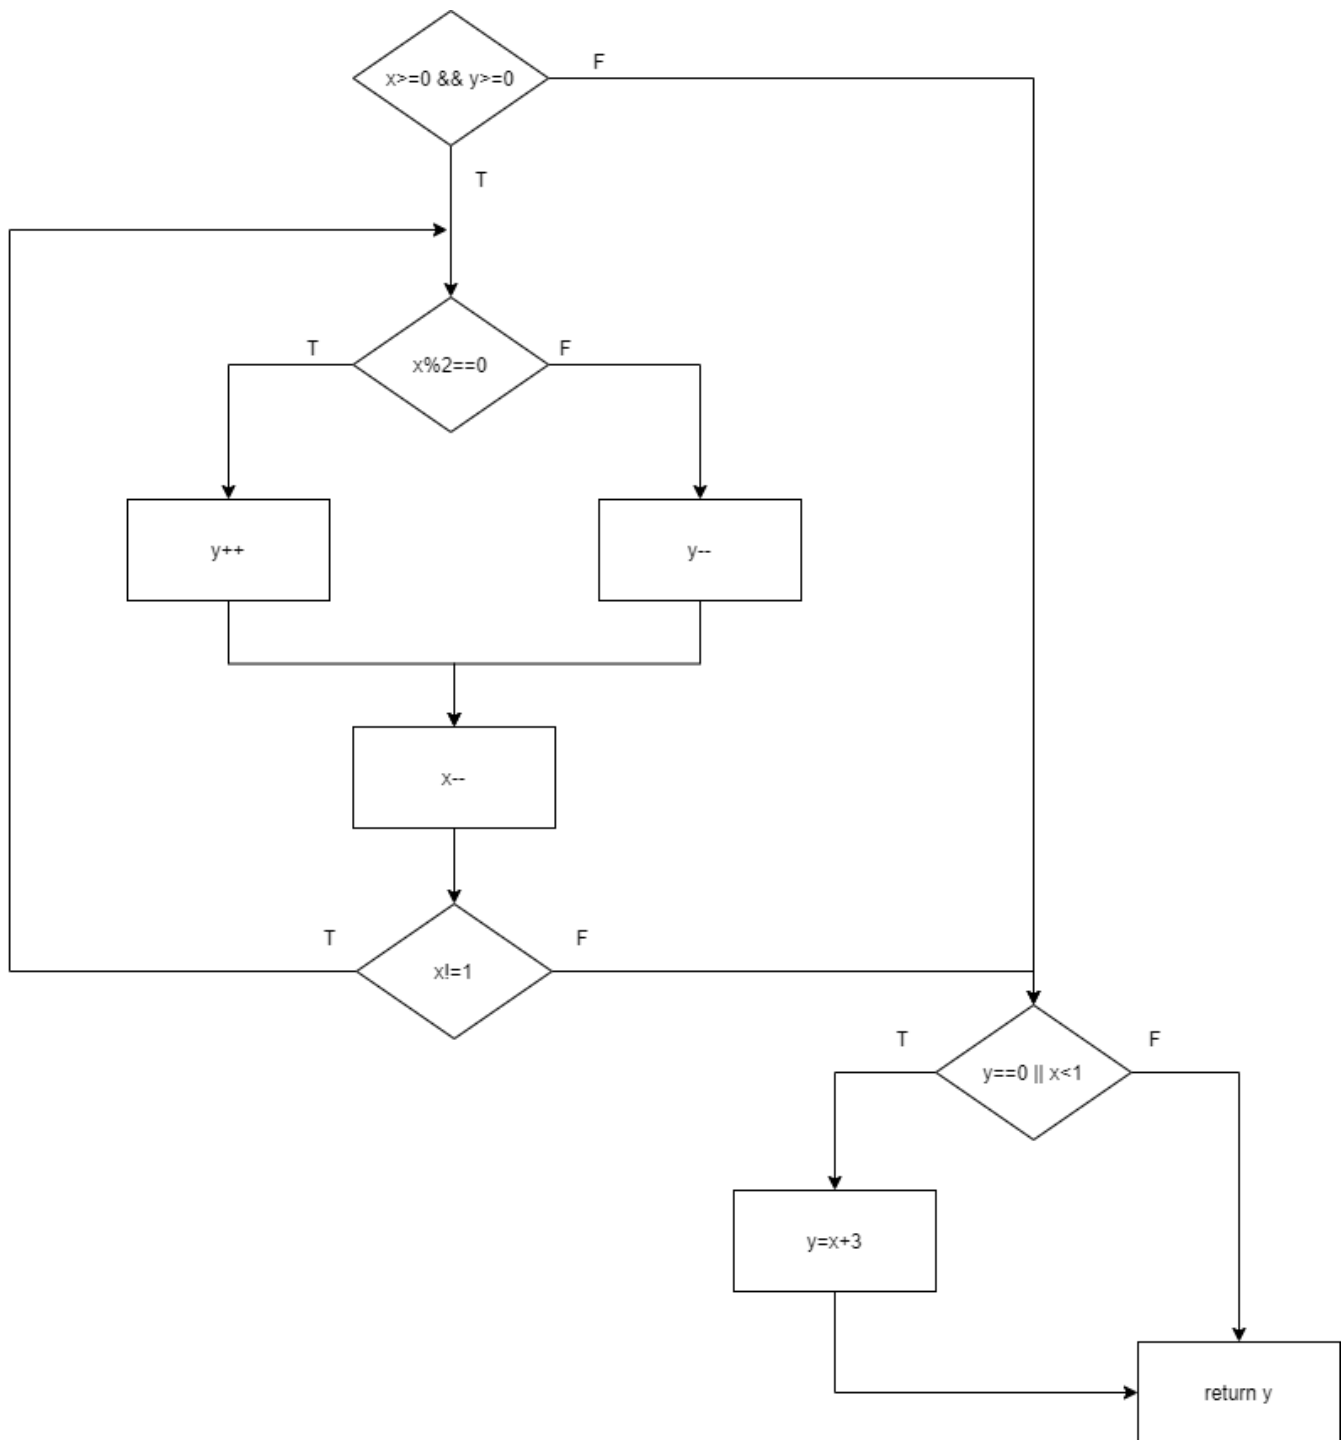 x>=0 && y>=0
F
T
T
x%2==0
F
y++
y--
x--
T
x!=1
F
T
y==0 || x<1
F
y=x+3
return y